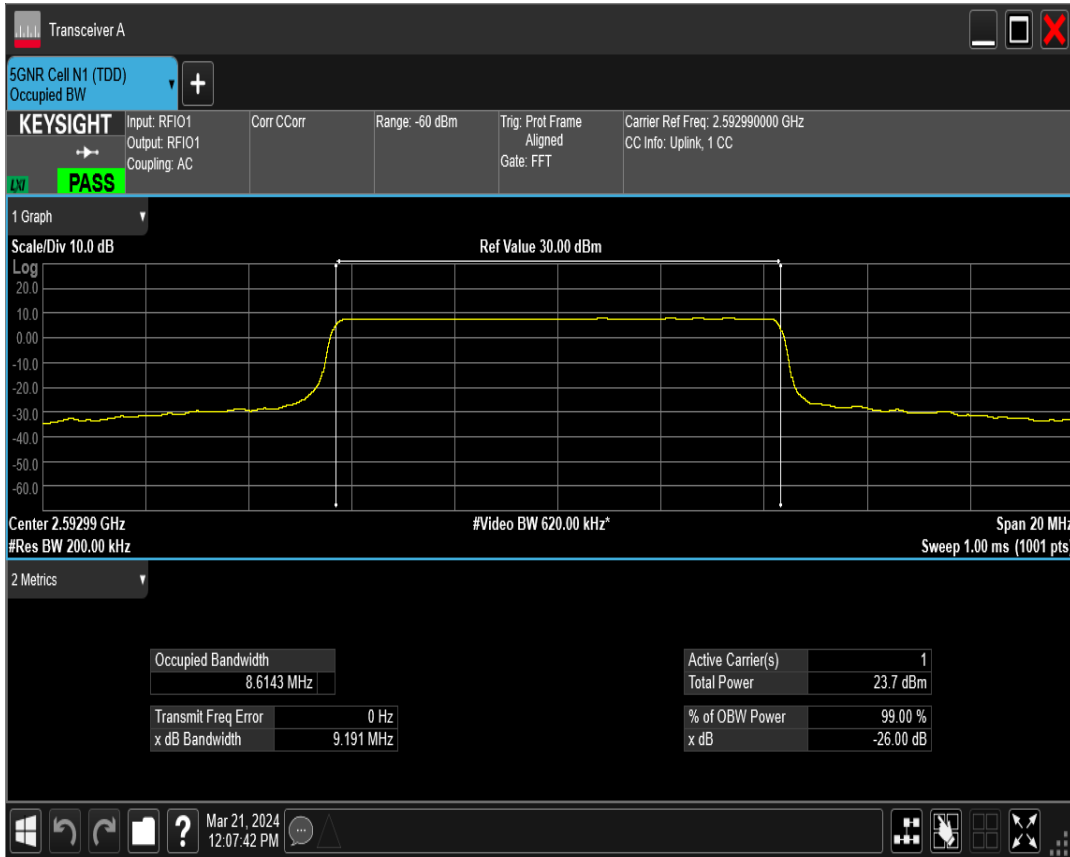 Transceiver A
5GNR Cell N1 (TDD)
Occupied BW
+
KEYSIGHT
LXI
PASS
Input: RFIO1
Output: RFIO1
Coupling: AC
Corr CCorr
Range: -60 dBm
Trig: Prot Frame
Aligned
Gate: FFT
Carrier Ref Freq: 2.592990000 GHz
CC Info: Uplink, 1 CC
1 Graph
Scale/Div 10.0 dB
Ref Value 30.00 dBm
Log
20.0
10.0
0.00
-10.0
-20.0
-30.0
-40.0
-50.0
-60.0
Center 2.59299 GHz
#Video BW 620.00 kHz*
Span 20 MHz
#Res BW 200.00 kHz
Sweep 1.00 ms (1001 pts)
2 Metrics
Occupied Bandwidth
8.6143 MHz
Transmit Freq Error 0 Hz
x dB Bandwidth 9.191 MHz
Active Carrier(s) 1
Total Power 23.7 dBm
% of OBW Power 99.00 %
x dB -26.00 dB
?
Mar 21, 2024
12:07:42 PM